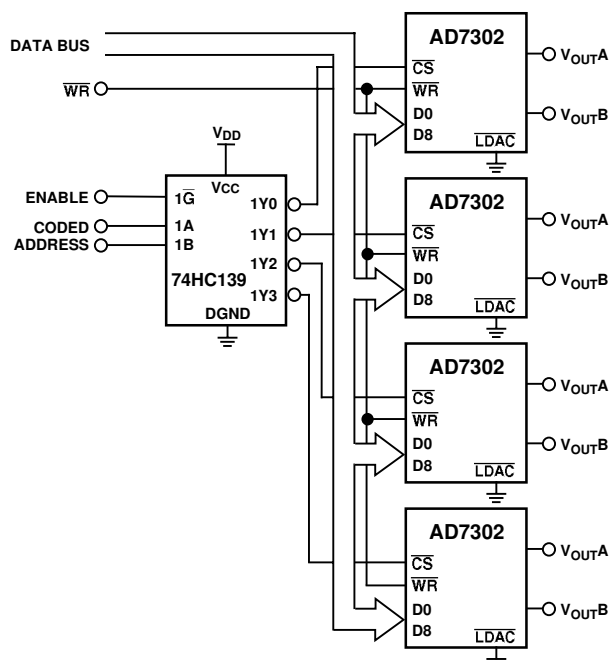 DATA BUS
WR
VDD
VCC
ENABLE
CODED
ADDRESS
1G
1A
1B
74HC139
DGND
1Y0
1Y1
1Y2
1Y3
AD7302
CS
WR
D0
D8
LDAC
VOUTA
VOUTB
AD7302
CS
WR
D0
D8
LDAC
VOUTA
VOUTB
AD7302
CS
WR
D0
D8
LDAC
VOUTA
VOUTB
AD7302
CS
WR
D0
D8
LDAC
VOUTA
VOUTB